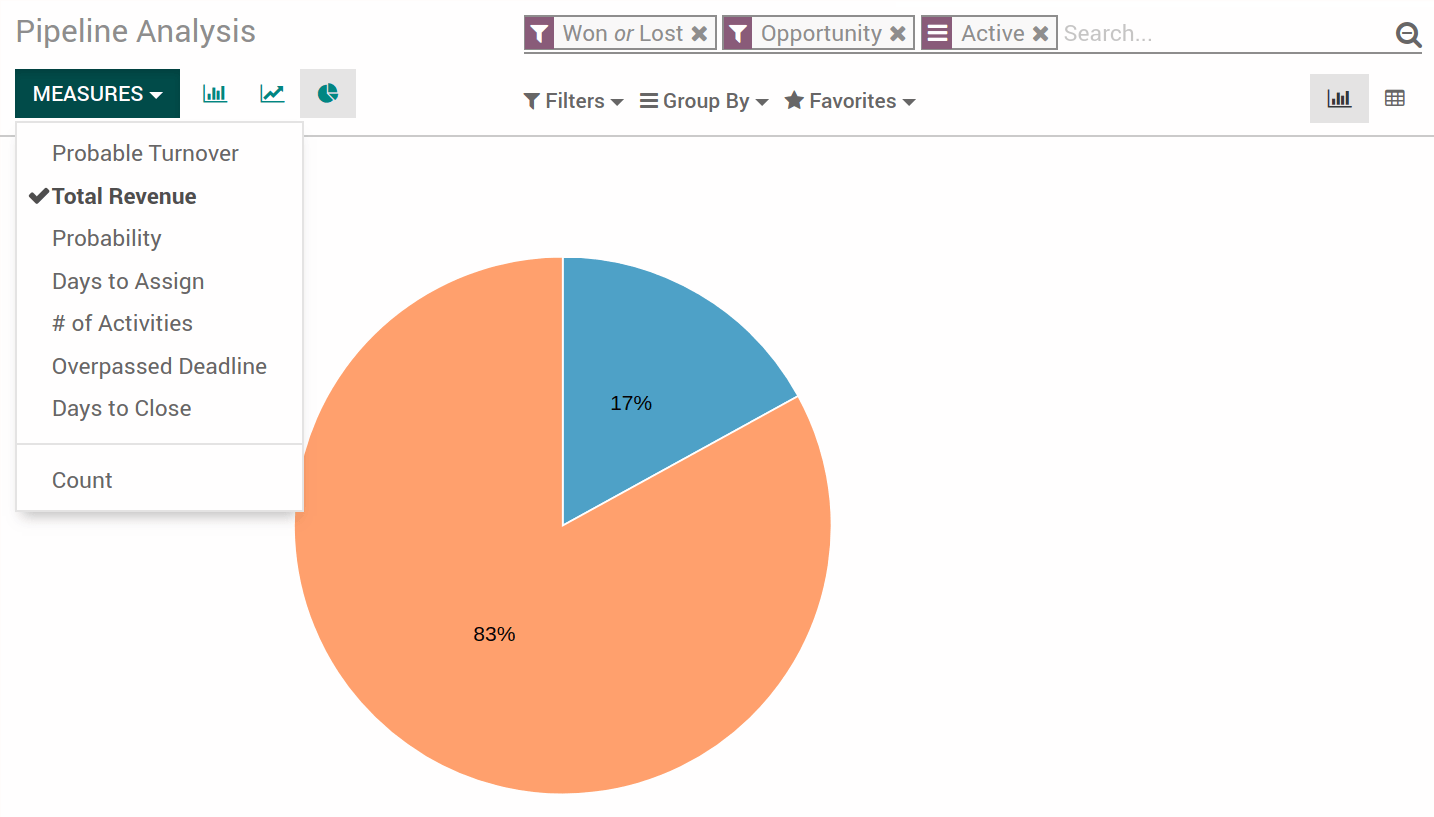 Pipeline Analysis
Won or Lost Opportunity Active Search...
MEASURES
Filters Group By Favorites
Probable Turnover
Total Revenue
Probability
Days to Assign
# of Activities
Overpassed Deadline
Days to Close
Count
17%
83%